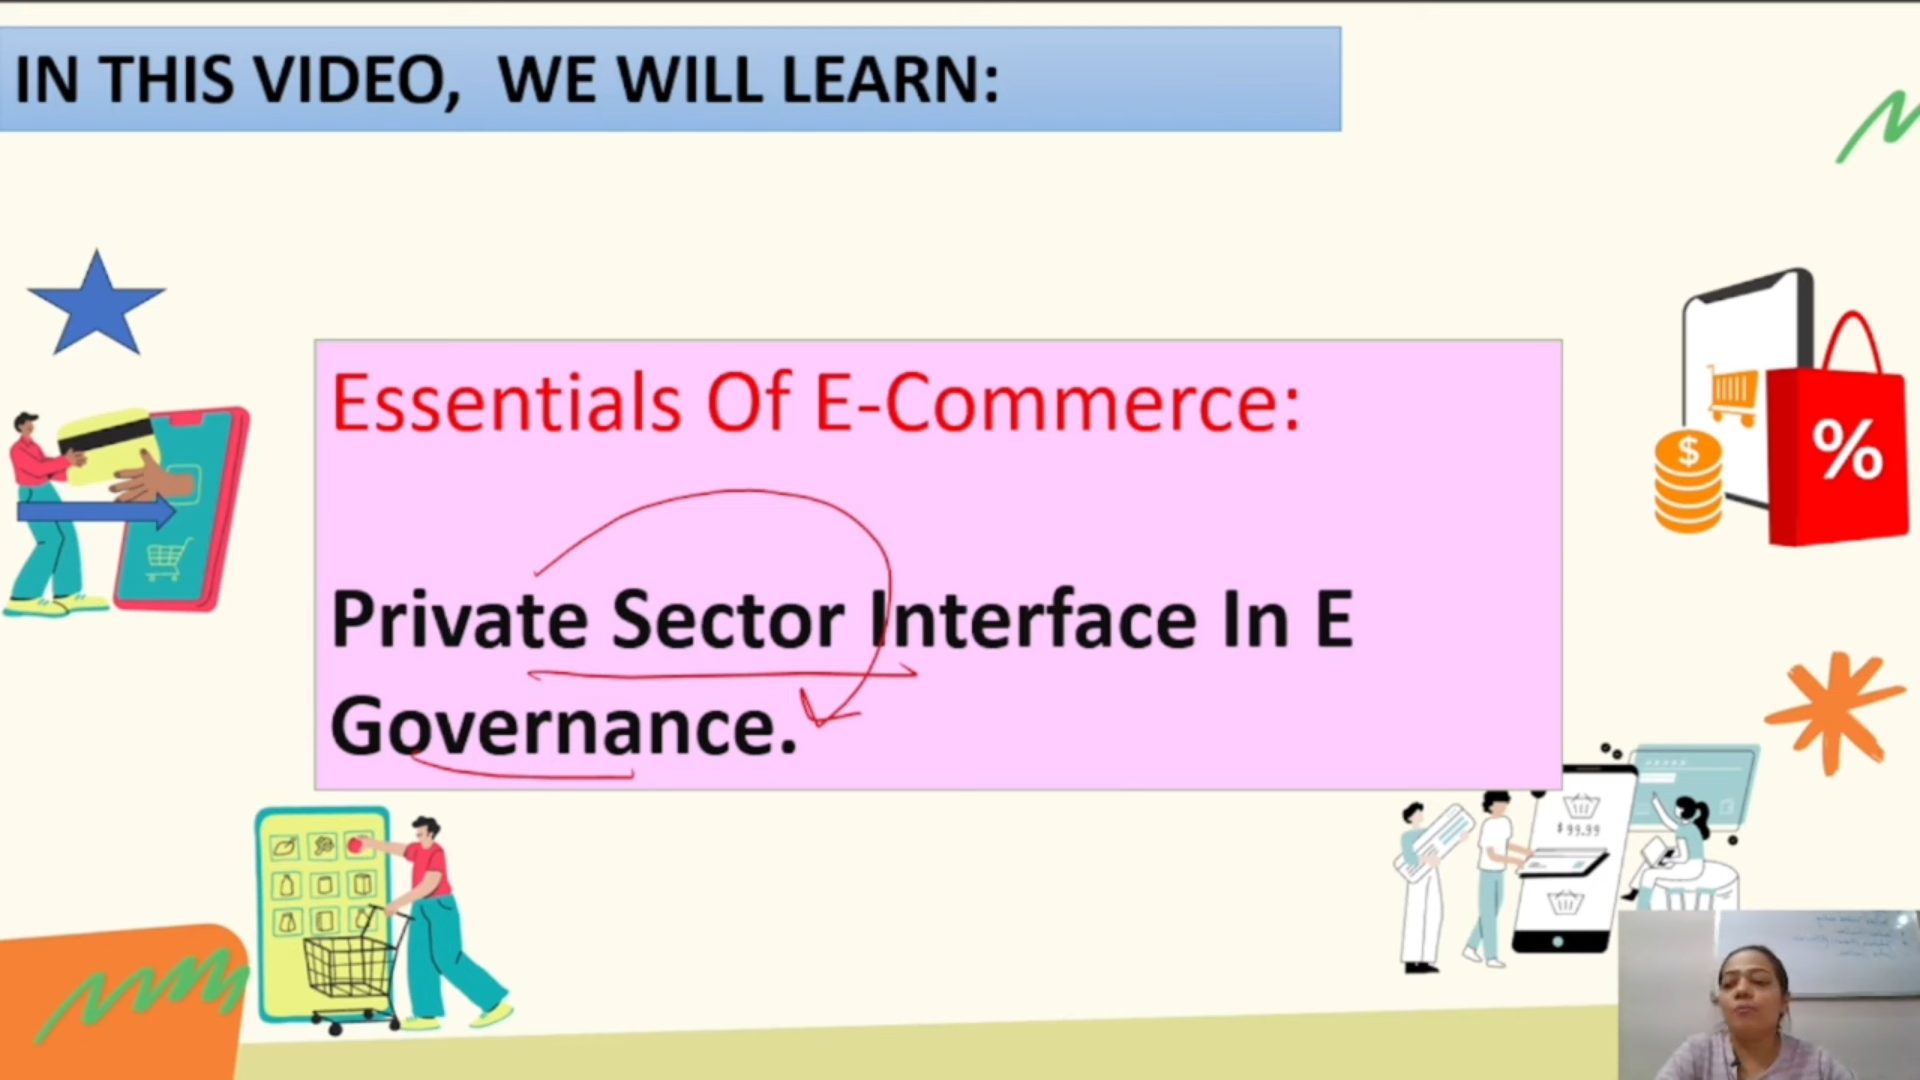 IN THIS VIDEO, WE WILL LEARN:
Essentials Of E-Commerce:
Private Sector Interface In E
Governance.
$
%
$99.99